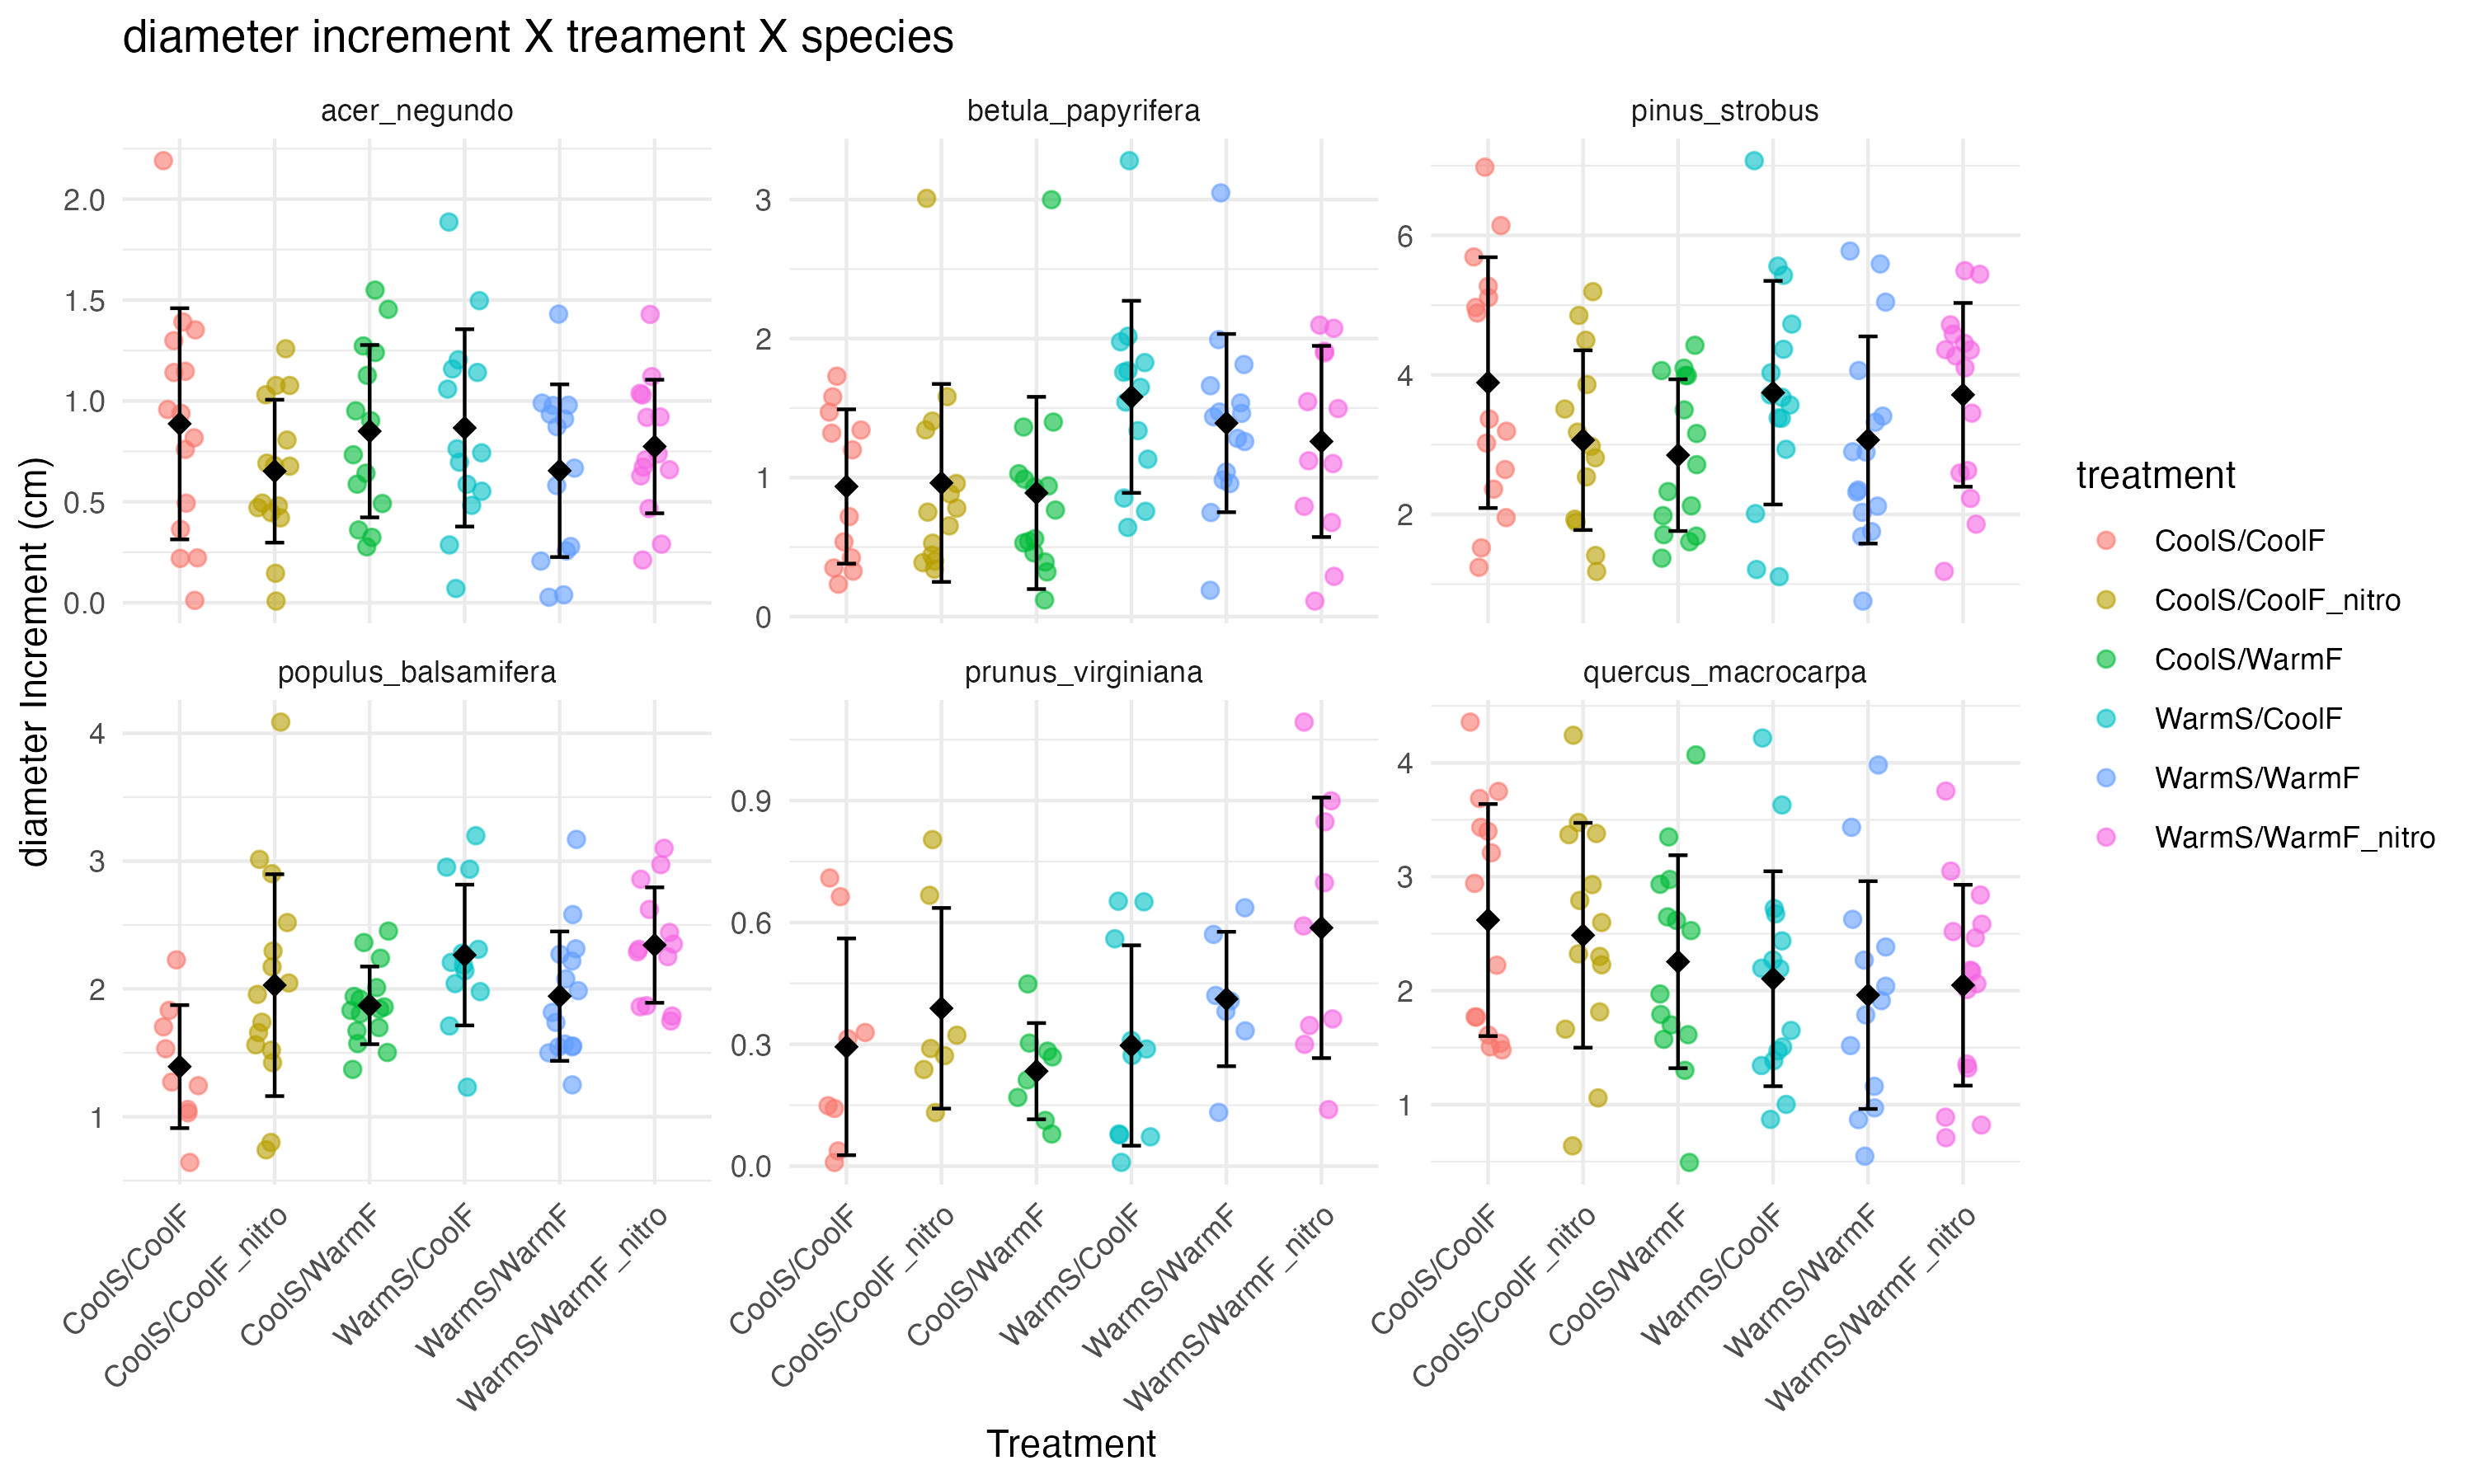 diameter increment X treament X species
acer_negundo
betula_papyrifera
pinus_strobus
2.0
1.5
1.0
0.5
0.0
3
2
1
0
6
4
2
diameter Increment (cm)
populus_balsamifera
prunus_virginiana
quercus_macrocarpa
4
3
2
1
0.9
0.6
0.3
0.0
4
3
2
1
CoolS/CoolF
CoolS/CoolF_nitro
CoolS/WarmF
WarmS/CoolF
WarmS/WarmF
WarmS/WarmF_nitro
CoolS/CoolF
CoolS/CoolF_nitro
CoolS/WarmF
WarmS/CoolF
WarmS/WarmF
WarmS/WarmF_nitro
CoolS/CoolF
CoolS/CoolF_nitro
CoolS/WarmF
WarmS/CoolF
WarmS/WarmF
WarmS/WarmF_nitro
Treatment
treatment
CoolS/CoolF
CoolS/CoolF_nitro
CoolS/WarmF
WarmS/CoolF
WarmS/WarmF
WarmS/WarmF_nitro